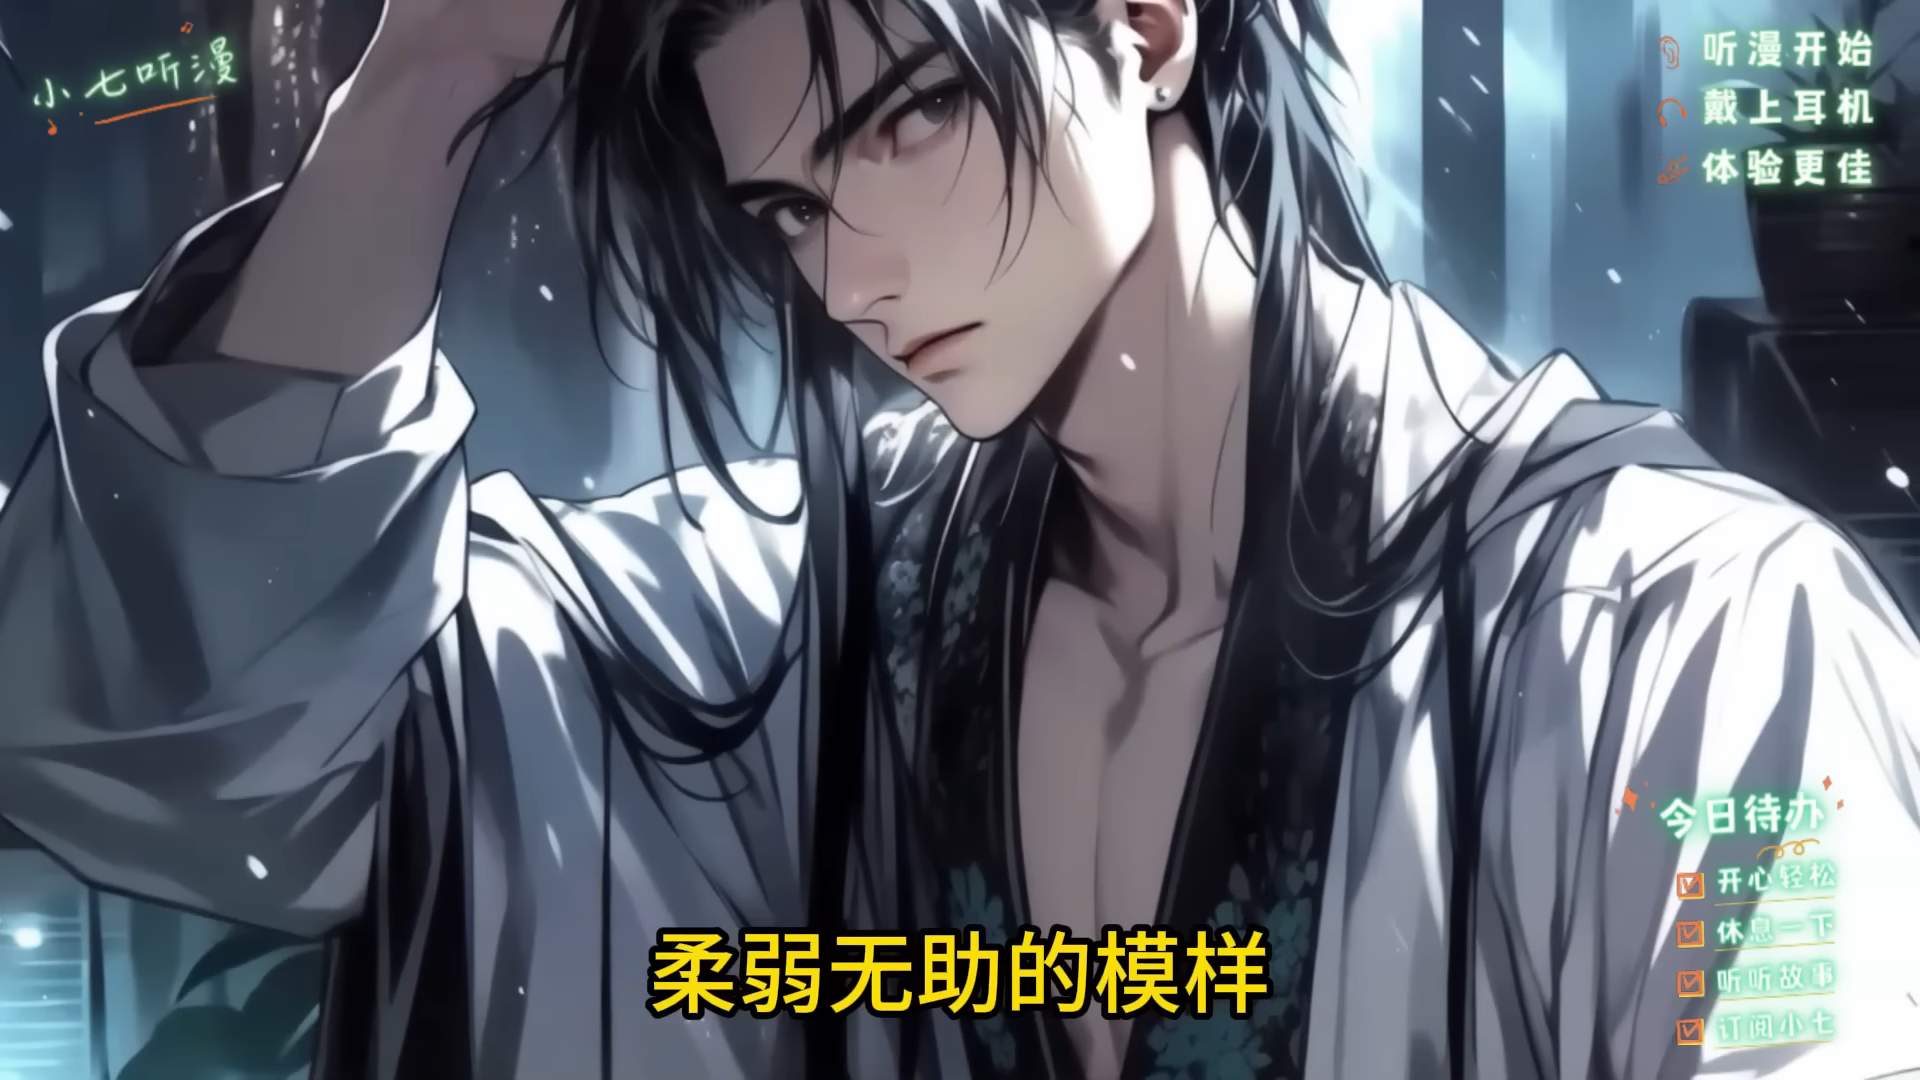 小七听漫
听漫开始
戴上耳机
体验更佳
今日待办
开心轻松
休息一下
听听故事
订阅小七
柔弱无助的模样